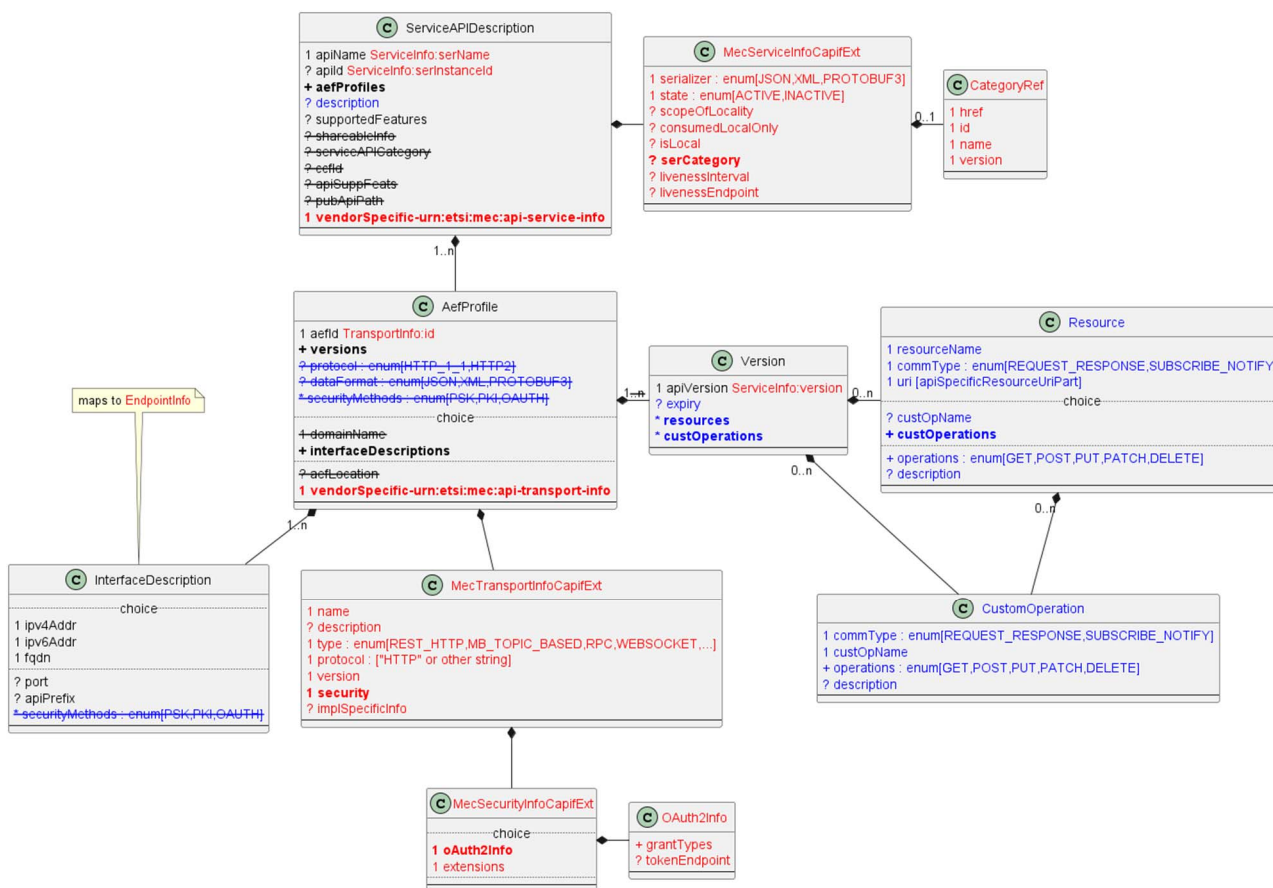 C ServiceAPIDescription
1 apiName ServiceInfo:serName
? apiId ServiceInfo:serInstanceId
+ aefProfiles
? description
? supportedFeatures
? shareableInfo
? serviceAPICategory
? ccfId
? apiSuppFeats
? pubApiPath
1 vendorSpecific-urn:etsi:mec:api-service-info
C MecServiceInfoCapifExt
1 serializer : enum[JSON,XML,PROTOBUF3]
1 state : enum[ACTIVE,INACTIVE]
? scopeOfLocality
? consumedLocalOnly
? isLocal
? serCategory
? livenessInterval
? livenessEndpoint
0..1
C CategoryRef
1 href
1 id
1 name
1 version
1..n
C AefProfile
1 aefId TransportInfo:id
+ versions
? protocol : enum[HTTP_1_1,HTTP2]
? dataFormat : enum[JSON,XML,PROTOBUF3]
* securityMethods : enum[PSK,PKI,OAUTH]
choice
1 domainName
+ interfaceDescriptions
? aefLocation
1 vendorSpecific-urn:etsi:mec:api-transport-info
1..n
C Version
1 apiVersion ServiceInfo:version
? expiry
* resources
* custOperations
0..n
C Resource
1 resourceName
1 commType : enum[REQUEST_RESPONSE,SUBSCRIBE_NOTIFY
1 uri [apiSpecificResourceUriPart]
choice
? custOpName
+ custOperations
+ operations : enum[GET,POST,PUT,PATCH,DELETE]
? description
maps to EndpointInfo
0..n
0..n
1..n
C InterfaceDescription
choice
1 ipv4Addr
1 ipv6Addr
1 fqdn
? port
? apiPrefix
* securityMethods : enum[PSK,PKI,OAUTH]
C MecTransportInfoCapifExt
1 name
? description
1 type : enum[REST_HTTP,MB_TOPIC_BASED,RPC,WEBSOCKET,...]
1 protocol : ["HTTP" or other string]
1 version
1 security
? implSpecificInfo
C CustomOperation
1 commType : enum[REQUEST_RESPONSE,SUBSCRIBE_NOTIFY]
1 custOpName
+ operations : enum[GET,POST,PUT,PATCH,DELETE]
? description
C MecSecurityInfoCapifExt
choice
1 oAuth2Info
1 extensions
C OAuth2Info
+ grantTypes
? tokenEndpoint